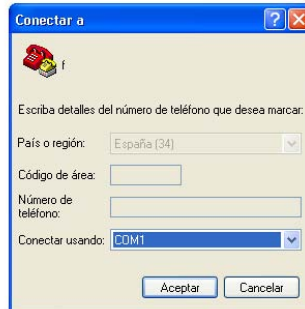 Conectar a
f
Escriba detalles del número de teléfono que desea marcar:
País o región: España (34)
Código de área:
Número de
teléfono:
Conectar usando: COM1
Aceptar Cancelar